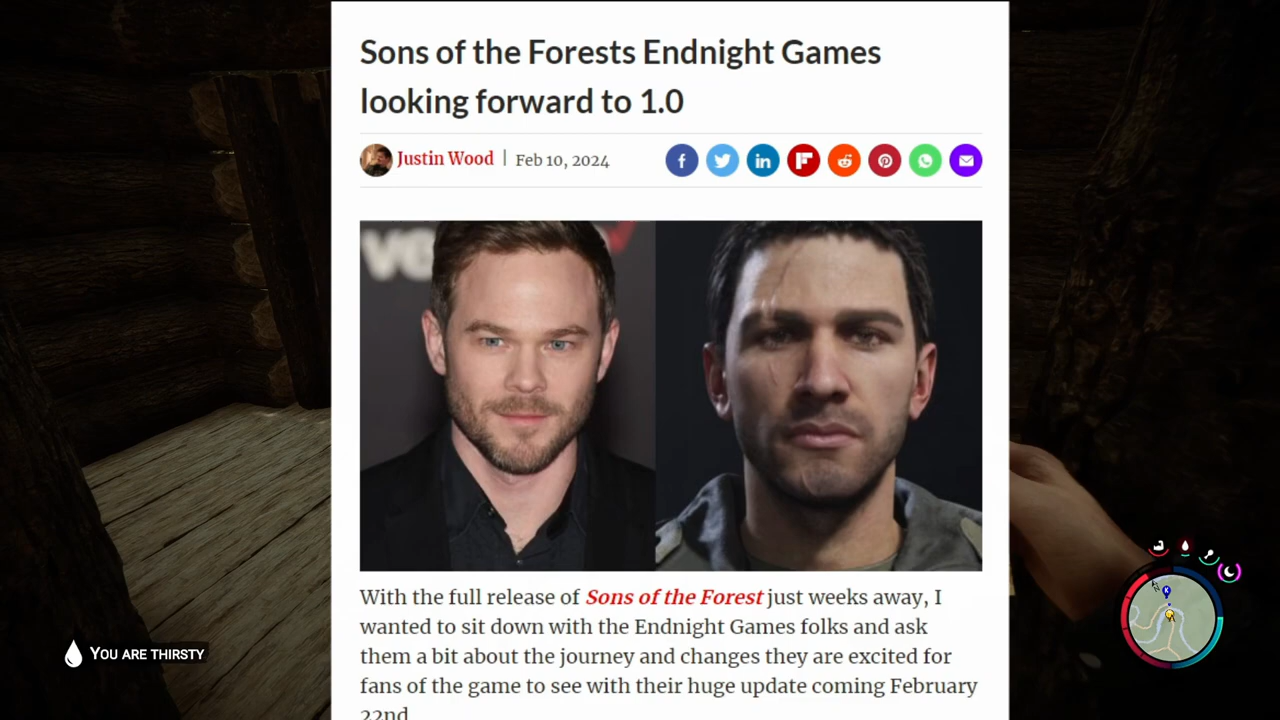 Sons of the Forests Endnight Games
looking forward to 1.0
Justin Wood | Feb 10, 2024
With the full release of Sons of the Forest just weeks away, I
wanted to sit down with the Endnight Games folks and ask
them a bit about the journey and changes they are excited for
fans of the game to see with their huge update coming February
22nd
YOU ARE THIRSTY